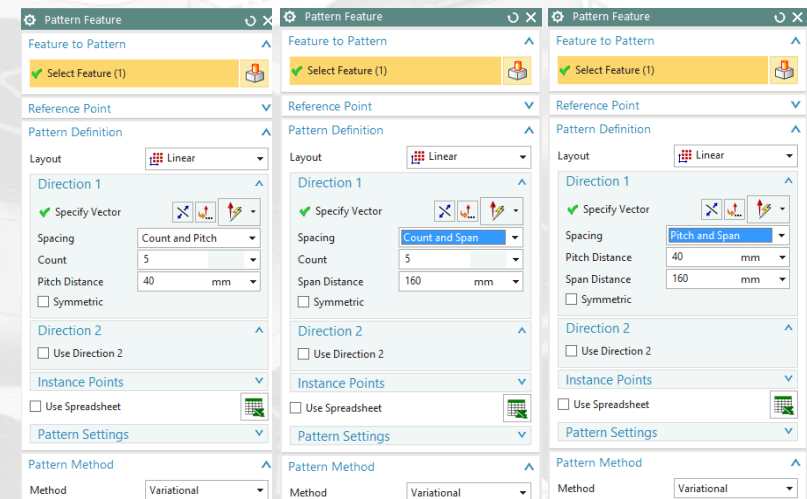 Pattern Feature
Feature to Pattern
Select Feature (1)
Reference Point
Pattern Definition
Layout Linear
Direction 1
Specify Vector
Spacing Count and Pitch
Count 5
Pitch Distance 40 mm
Symmetric
Direction 2
Use Direction 2
Instance Points
Use Spreadsheet
Pattern Settings
Pattern Method
Method Variational
Pattern Feature
Feature to Pattern
Select Feature (1)
Reference Point
Pattern Definition
Layout Linear
Direction 1
Specify Vector
Spacing Count and Span
Count 5
Span Distance 160 mm
Symmetric
Direction 2
Use Direction 2
Instance Points
Use Spreadsheet
Pattern Settings
Pattern Method
Method Variational
Pattern Feature
Feature to Pattern
Select Feature (1)
Reference Point
Pattern Definition
Layout Linear
Direction 1
Specify Vector
Spacing Pitch and Span
Pitch Distance 40 mm
Span Distance 160 mm
Symmetric
Direction 2
Use Direction 2
Instance Points
Use Spreadsheet
Pattern Settings
Pattern Method
Method Variational